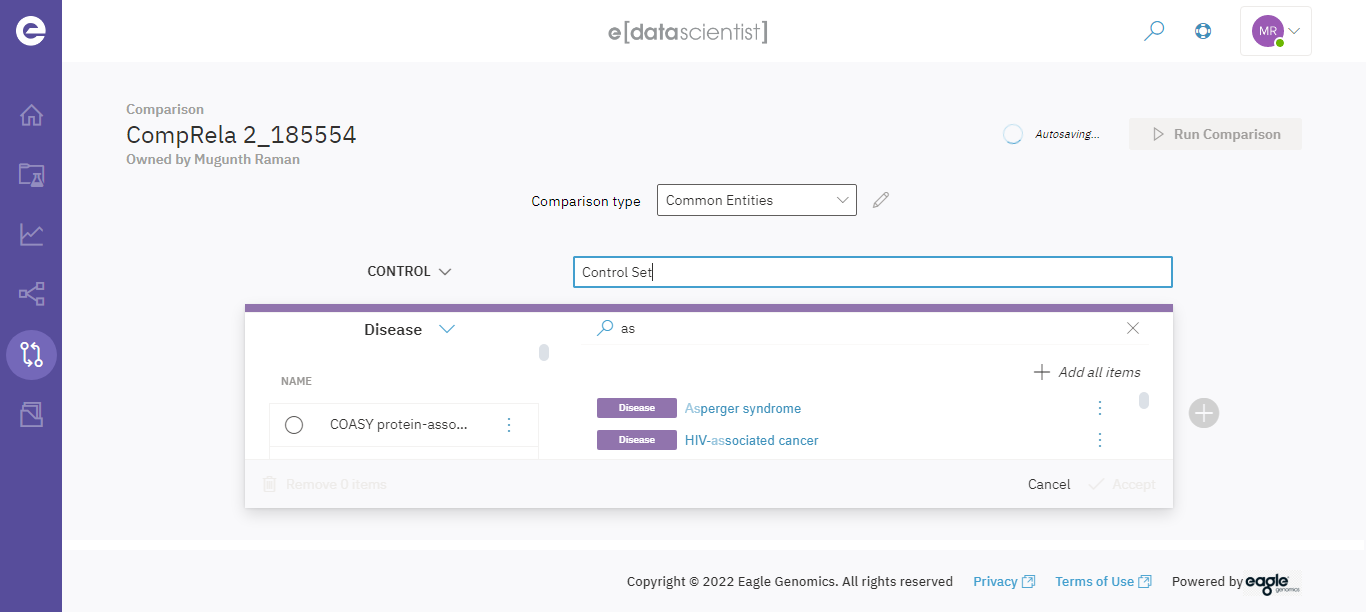 e[datascientist]
MR
Comparison
CompRela 2_185554
Owned by Mugunth Raman
Autosaving...
Run Comparison
Comparison type
Common Entities
CONTROL
Control Set
Disease
as
NAME
Add all items
COASY protein-asso...
Disease Asperger syndrome
Disease HIV-associated cancer
Remove 0 items
Cancel
Accept
Copyright © 2022 Eagle Genomics. All rights reserved
Privacy
Terms of Use
Powered by eagle genomics